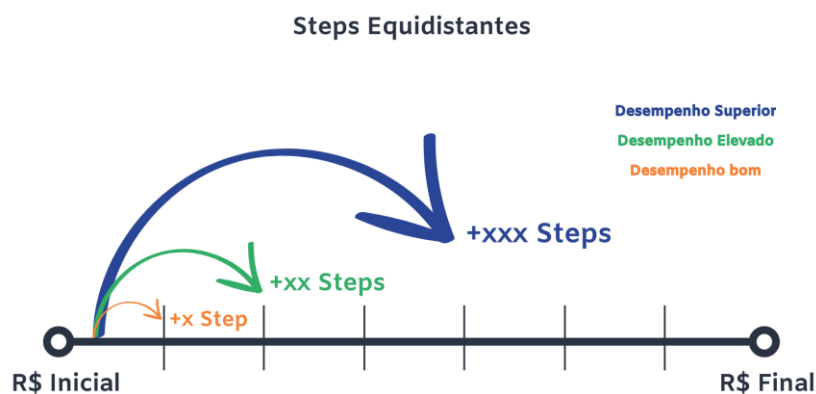 Steps Equidistantes
Desempenho Superior
Desempenho Elevado
Desempenho bom
+xxx Steps
+xx Steps
+x Step
R$ Inicial
R$ Final